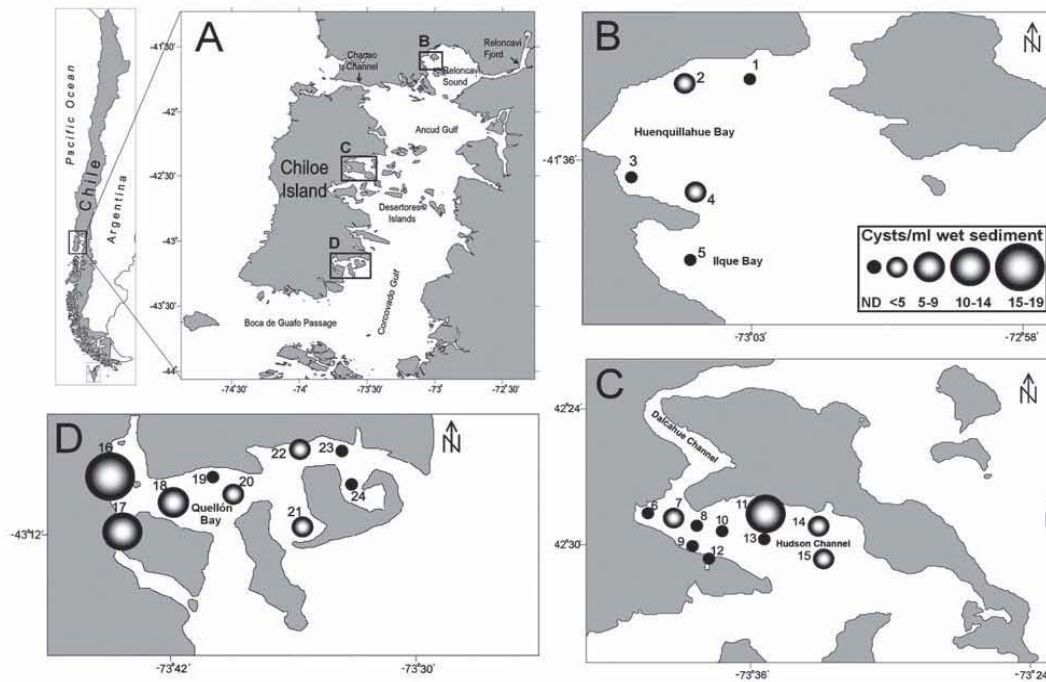 Pacific Ocean
Chile
Argentina
A
B
Reloncavi
Fjord
Chacao
Channel
Reloncavi
Sound
Ancud Gulf
C
Chiloe
Island
Desertores
Islands
D
Corcovado Gulf
Boca de Guafo Passage
-41°30'
-42°
-42°30'
-43°
-43°30'
-44°
-74°30'
-74°
-73°30'
-73°
-72°30'
B
N
1
2
Huenquillahue Bay
-41°36'
3
4
5
Ilque Bay
Cysts/ml wet sediment
ND <5 5-9 10-14 15-19
-73°03
-72°58
D
N
16
17
18
19
20
21
22
23
24
Quellón
Bay
-43°12
-73°42
-73°30
C
N
42°24
Dalcahue Channel
6
7
8
9
10
11
12
13
14
15
Hudson Channel
42°30
-73°36
-73°24